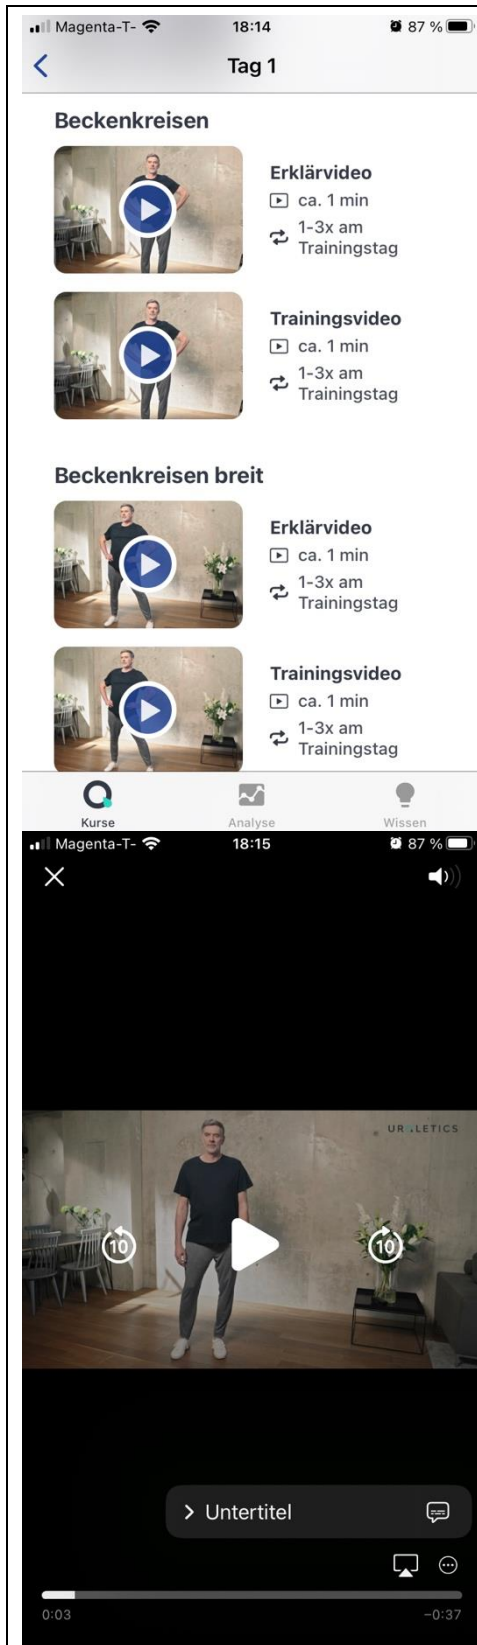 Magenta-T- 18:14 87 %
Tag 1
Beckenkreisen
Erklärvideo
ca. 1 min
1-3x am
Trainingstag
Trainingsvideo
ca. 1 min
1-3x am
Trainingstag
Beckenkreisen breit
Erklärvideo
ca. 1 min
1-3x am
Trainingstag
Trainingsvideo
ca. 1 min
1-3x am
Trainingstag
Kurse Analyse Wissen
Magenta-T- 18:15 87 %
UROLETICS
10 10
Untertitel
0:03 −0:37